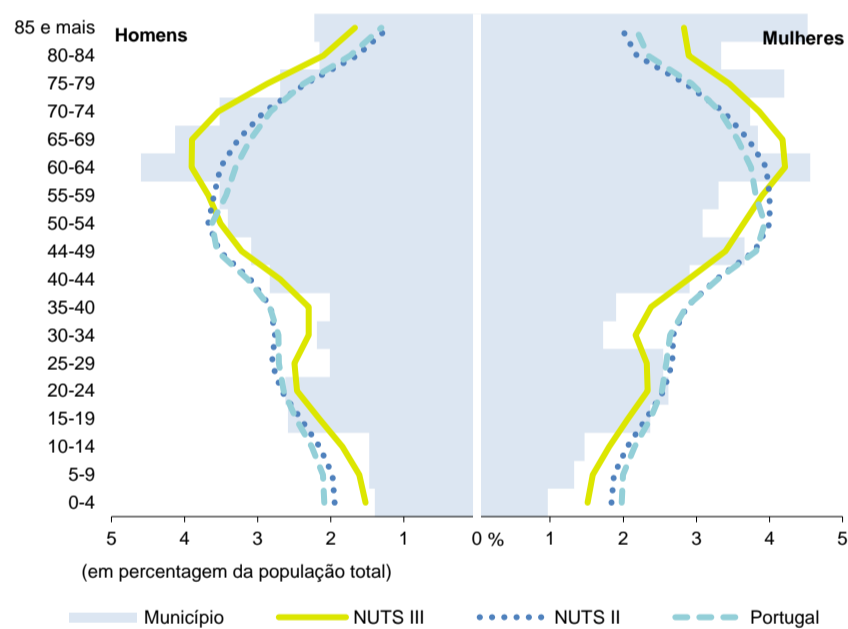 85 e mais
Homens
Mulheres
80-84
75-79
70-74
65-69
60-64
55-59
50-54
44-49
40-44
35-40
30-34
25-29
20-24
15-19
10-14
5-9
0-4
5 4 3 2 1 0 % 1 2 3 4 5
(em percentagem da população total)
Município NUTS III NUTS II Portugal